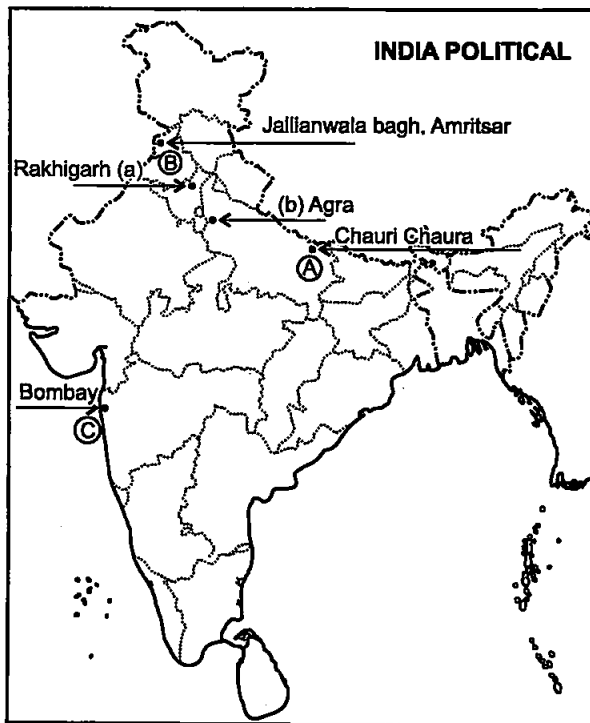 INDIA POLITICAL
Jallianwala bagh, Amritsar
B
Rakhigarh (a)
(b) Agra
Chauri Chaura
A
Bombay
C